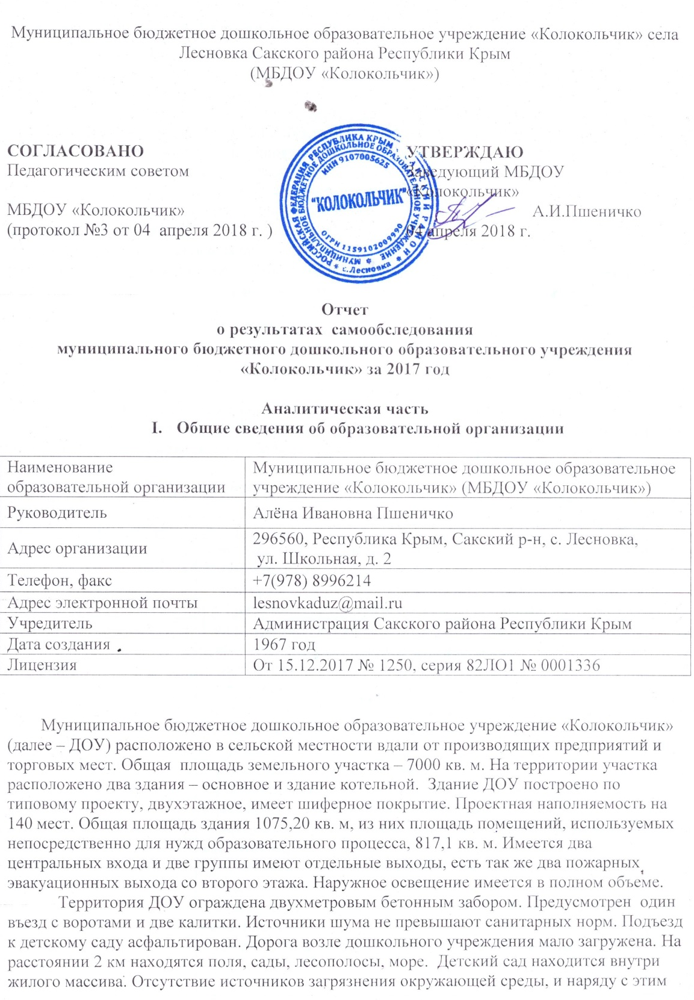 Муниципальное бюджетное дошкольное образовательное учреждение «Колокольчик» села
Лесновка Сакского района Республики Крым
(МБДОУ «Колокольчик»)
СОГЛАСОВАНО
Педагогическим советом
МБДОУ «Колокольчик»
(протокол №3 от 04 апреля 2018 г. )
РОССИЙСКАЯ ФЕДЕРАЦИЯ РЕСПУБЛИКА КРЫМ САКСКИЙ РАЙОН
* с.Лесновка *
МУНИЦИПАЛЬНОЕ БЮДЖЕТНОЕ ДОШКОЛЬНОЕ ОБРАЗОВАТЕЛЬНОЕ УЧРЕЖДЕНИЕ *
ИНН 9107005625
"КОЛОКОЛЬЧИК"
ОГРН 1159102009990
УТВЕРЖДАЮ
Заведующий МБДОУ
«Колокольчик»
А.И.Пшеничко
04 апреля 2018 г.
Отчет
о результатах самообследования
муниципального бюджетного дошкольного образовательного учреждения
«Колокольчик» за 2017 год
Аналитическая часть
I. Общие сведения об образовательной организации
Наименование
образовательной организации
Муниципальное бюджетное дошкольное образовательное
учреждение «Колокольчик» (МБДОУ «Колокольчик»)
Руководитель
Алёна Ивановна Пшеничко
Адрес организации
296560, Республика Крым, Сакский р-н, с. Лесновка,
ул. Школьная, д. 2
Телефон, факс
+7(978) 8996214
Адрес электронной почты
lesnovkaduz@mail.ru
Учредитель
Администрация Сакского района Республики Крым
Дата создания
1967 год
Лицензия
От 15.12.2017 № 1250, серия 82ЛО1 № 0001336
Муниципальное бюджетное дошкольное образовательное учреждение «Колокольчик»
(далее – ДОУ) расположено в сельской местности вдали от производящих предприятий и
торговых мест. Общая площадь земельного участка – 7000 кв. м. На территории участка
расположено два здания – основное и здание котельной. Здание ДОУ построено по
типовому проекту, двухэтажное, имеет шиферное покрытие. Проектная наполняемость на
140 мест. Общая площадь здания 1075,20 кв. м, из них площадь помещений, используемых
непосредственно для нужд образовательного процесса, 817,1 кв. м. Имеется два
центральных входа и две группы имеют отдельные выходы, есть так же два пожарных
эвакуационных выхода со второго этажа. Наружное освещение имеется в полном объеме.
Территория ДОУ ограждена двухметровым бетонным забором. Предусмотрен один
въезд с воротами и две калитки. Источники шума не превышают санитарных норм. Подъезд
к детскому саду асфальтирован. Дорога возле дошкольного учреждения мало загружена. На
расстоянии 2 км находятся поля, сады, лесополосы, море. Детский сад находится внутри
жилого массива. Отсутствие источников загрязнения окружающей среды, и наряду с этим